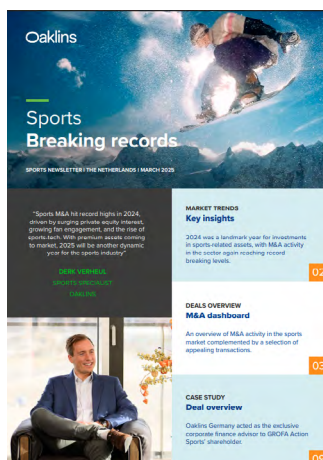 Oaklins
Sports
Breaking records
SPORTS NEWSLETTER | THE NETHERLANDS | MARCH 2025
"Sports M&A hit record highs in 2024,
driven by surging private equity interest,
growing fan engagement, and the rise of
sports-tech. With premium assets coming
to market, 2025 will be another dynamic
year for the sports industry"
DERK VERHEUL
SPORTS SPECIALIST
OAKLINS
MARKET TRENDS
Key insights
2024 was a landmark year for investments
in sports-related assets, with M&A activity
in the sector again reaching record
breaking levels.
02
DEALS OVERVIEW
M&A dashboard
An overview of M&A activity in the sports
market complemented by a selection of
appealing transactions.
03
CASE STUDY
Deal overview
Oaklins Germany acted as the exclusive
corporate finance advisor to GROFA Action
Sports' shareholder.
09